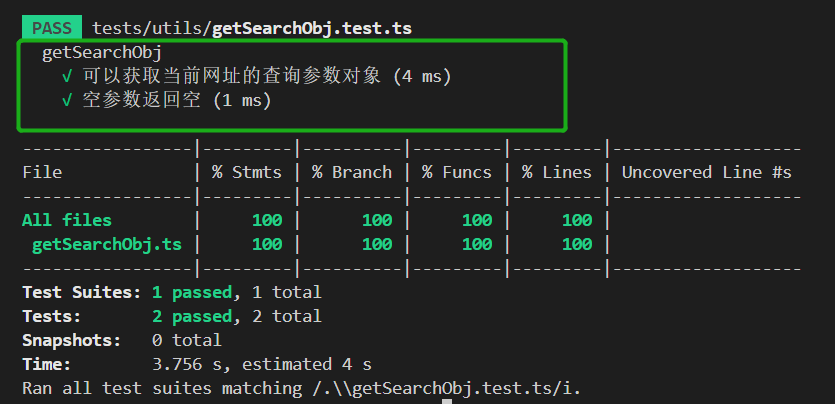 PASS tests/utils/getSearchObj.test.ts
getSearchObj
√ 可以获取当前网址的查询参数对象 (4 ms)
√ 空参数返回空 (1 ms)
-----------------|---------|----------|---------|---------|-------------------
File             | % Stmts | % Branch | % Funcs | % Lines | Uncovered Line #s
-----------------|---------|----------|---------|---------|-------------------
All files        |     100 |      100 |     100 |     100 |
 getSearchObj.ts |     100 |      100 |     100 |     100 |
-----------------|---------|----------|---------|---------|-------------------
Test Suites: 1 passed, 1 total
Tests:       2 passed, 2 total
Snapshots:   0 total
Time:        3.756 s, estimated 4 s
Ran all test suites matching /.\\getSearchObj.test.ts/i.